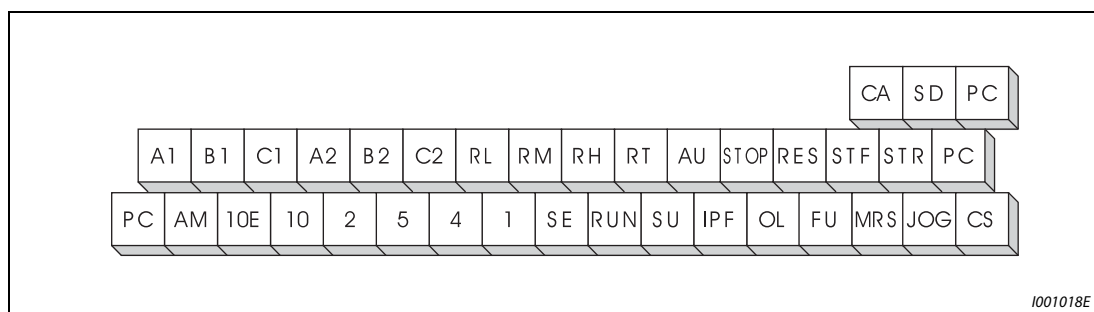 CA SD PC
A1 B1 C1 A2 B2 C2 RL RM RH RT AU STOP RES STF STR PC
PC AM 10E 10 2 5 4 1 SE RUN SU IPF OL FU MRS JOG CS
I001018E